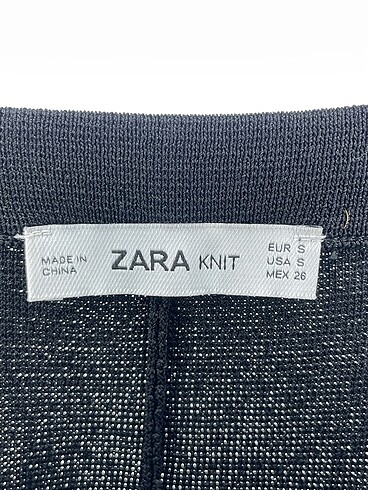 MADE IN
CHINA
ZARA KNIT
EUR S
USA S
MEX 26